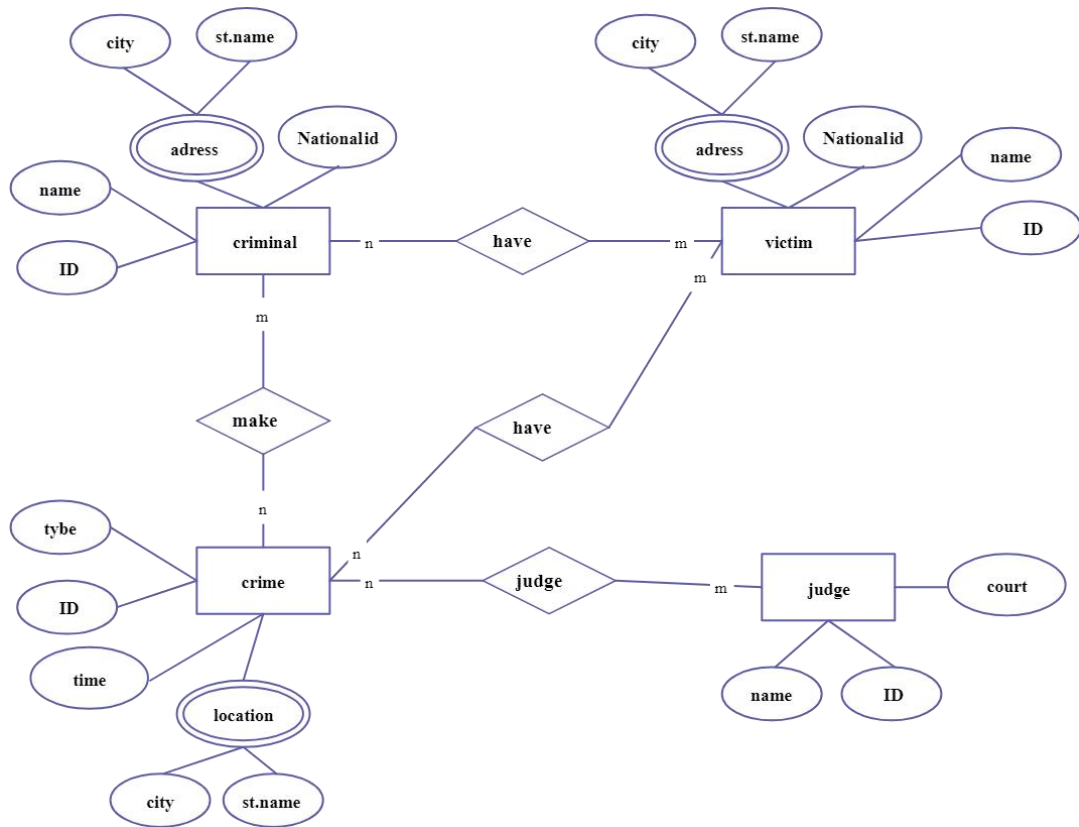 city
st.name
city
st.name
adress
Nationalid
adress
Nationalid
name
name
criminal
n
have
m
victim
ID
ID
m
m
make
have
n
tybe
n
crime
n
judge
m
judge
court
ID
time
name
ID
location
city
st.name